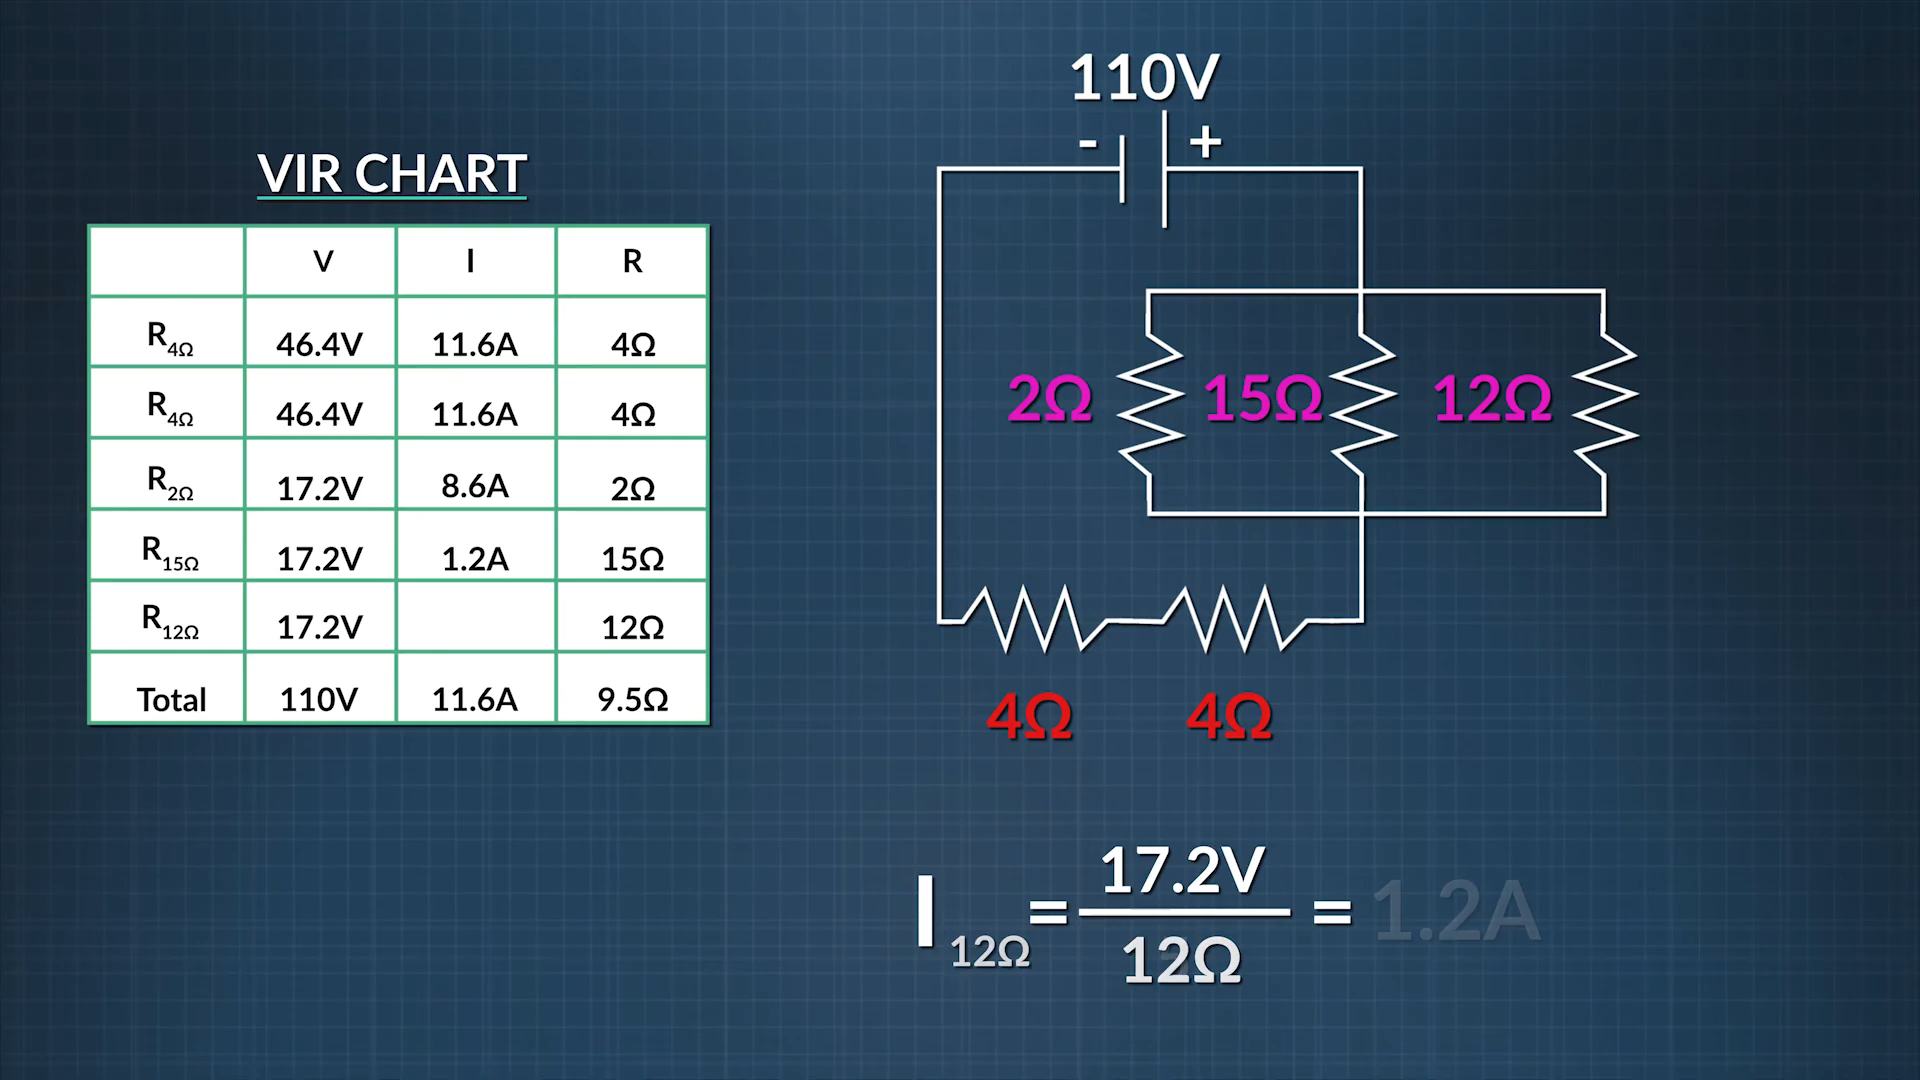 110V
- +
VIR CHART
V I R
R4Ω 46.4V 11.6A 4Ω
R4Ω 46.4V 11.6A 4Ω
R2Ω 17.2V 8.6A 2Ω
R15Ω 17.2V 1.2A 15Ω
R12Ω 17.2V 12Ω
Total 110V 11.6A 9.5Ω
2Ω 15Ω 12Ω
4Ω 4Ω
I12Ω = 17.2V / 12Ω = 1.2A